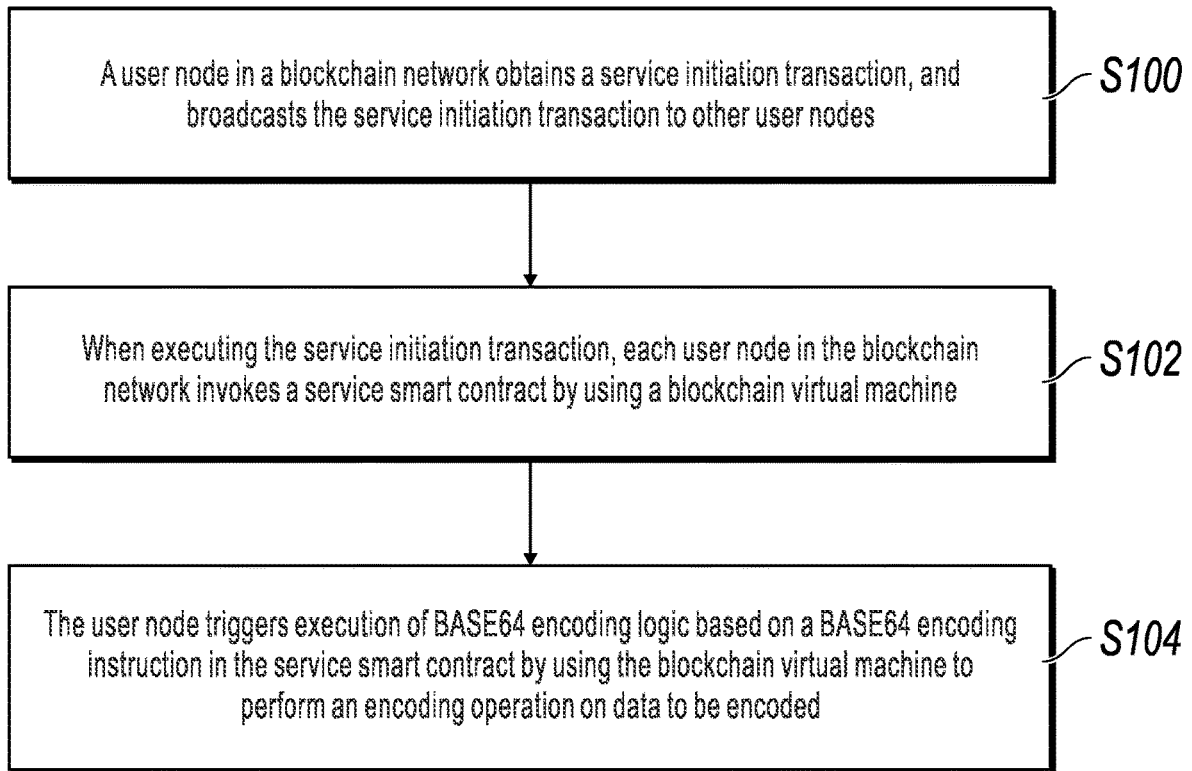 A user node in a blockchain network obtains a service initiation transaction, and
broadcasts the service initiation transaction to other user nodes
S100
When executing the service initiation transaction, each user node in the blockchain
network invokes a service smart contract by using a blockchain virtual machine
S102
The user node triggers execution of BASE64 encoding logic based on a BASE64 encoding
instruction in the service smart contract by using the blockchain virtual machine to
perform an encoding operation on data to be encoded
S104